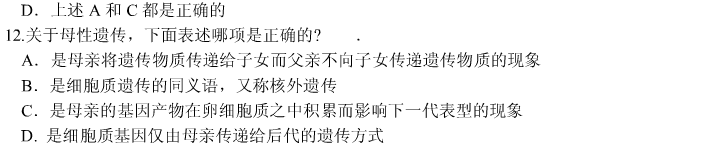 D．上述 A 和 C 都是正确的
12.关于母性遗传，下面表述哪项是正确的？ .
A．是母亲将遗传物质传递给子女而父亲不向子女传递遗传物质的现象
B．是细胞质遗传的同义语，又称核外遗传
C．是母亲的基因产物在卵细胞质之中积累而影响下一代表型的现象
D. 是细胞质基因仅由母亲传递给后代的遗传方式